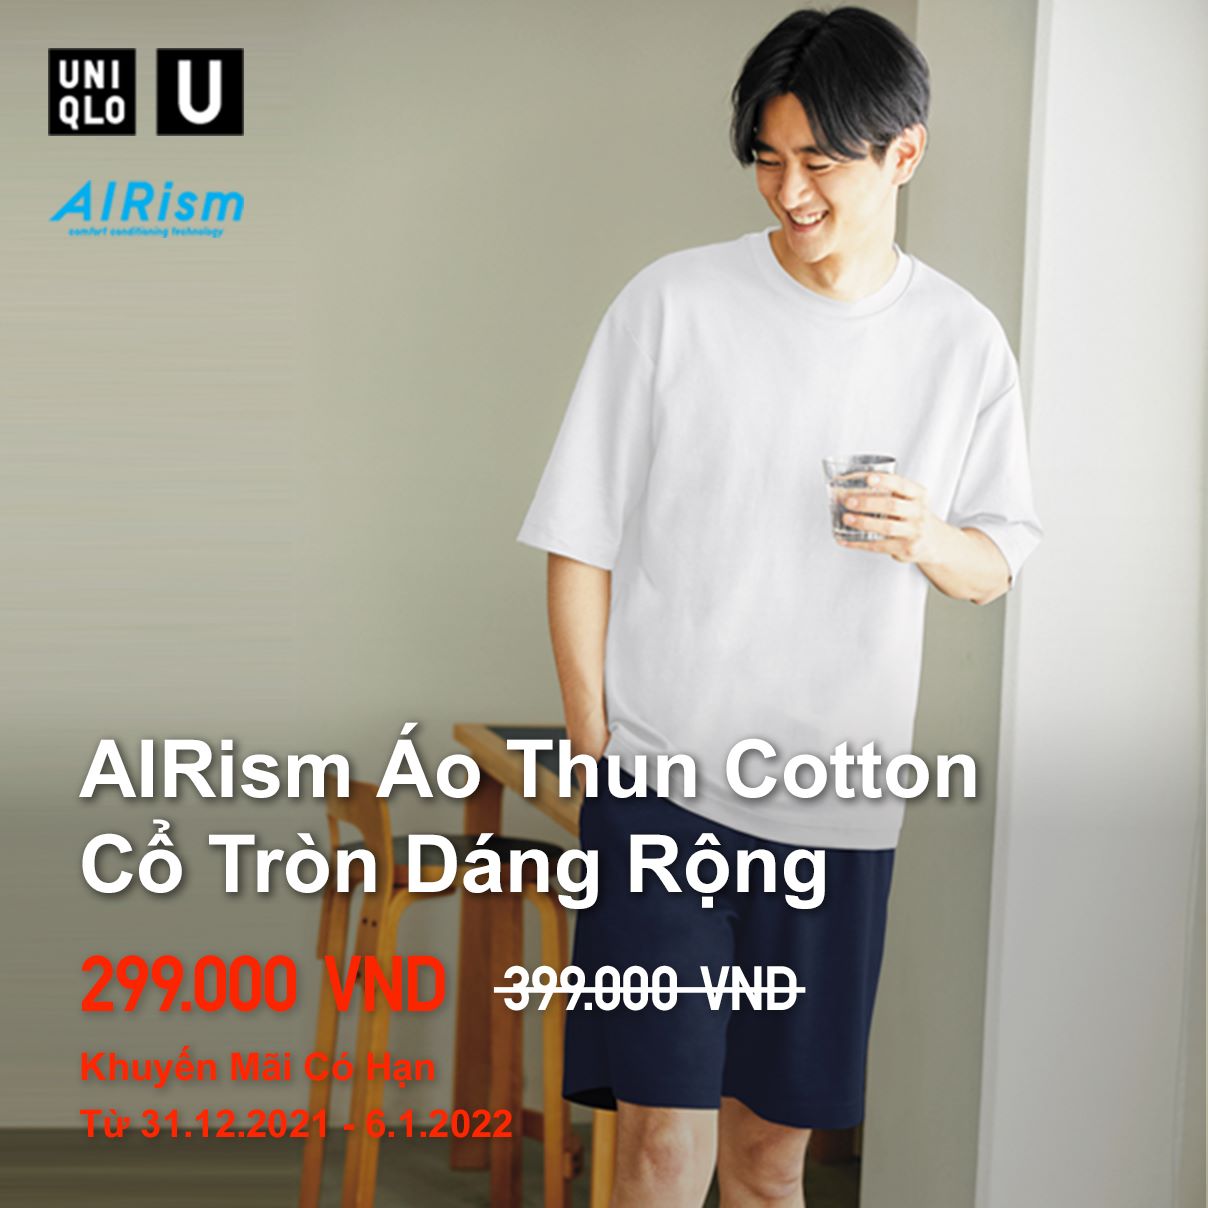 UNI
QLO
U
AIRism
comfort conditioning technology
AIRism Áo Thun Cotton
Cổ Tròn Dáng Rộng
299.000 VND 399.000 VND
Khuyến Mãi Có Hạn
Từ 31.12.2021 - 6.1.2022